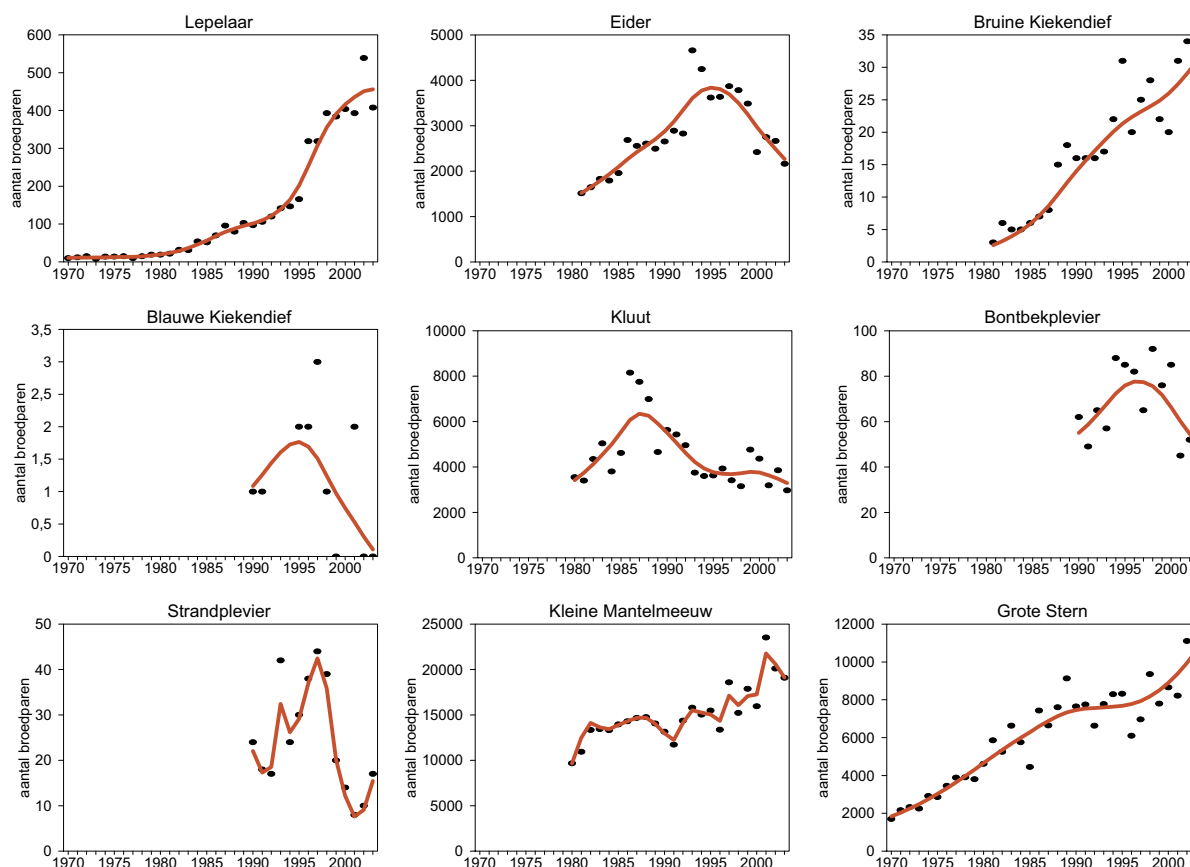 Lepelaar
aantal broedparen
600
500
400
300
200
100
0
1970 1975 1980 1985 1990 1995 2000
Eider
aantal broedparen
5000
4000
3000
2000
1000
0
1970 1975 1980 1985 1990 1995 2000
Bruine Kiekendief
aantal broedparen
35
30
25
20
15
10
5
0
1970 1975 1980 1985 1990 1995 2000
Blauwe Kiekendief
aantal broedparen
3,5
3
2,5
2
1,5
1
0,5
0
1970 1975 1980 1985 1990 1995 2000
Kluut
aantal broedparen
10000
8000
6000
4000
2000
0
1970 1975 1980 1985 1990 1995 2000
Bontbekplevier
aantal broedparen
100
80
60
40
20
0
1970 1975 1980 1985 1990 1995 2000
Strandplevier
aantal broedparen
50
40
30
20
10
0
1970 1975 1980 1985 1990 1995 2000
Kleine Mantelmeeuw
aantal broedparen
25000
20000
15000
10000
5000
0
1970 1975 1980 1985 1990 1995 2000
Grote Stern
aantal broedparen
12000
10000
8000
6000
4000
2000
0
1970 1975 1980 1985 1990 1995 2000